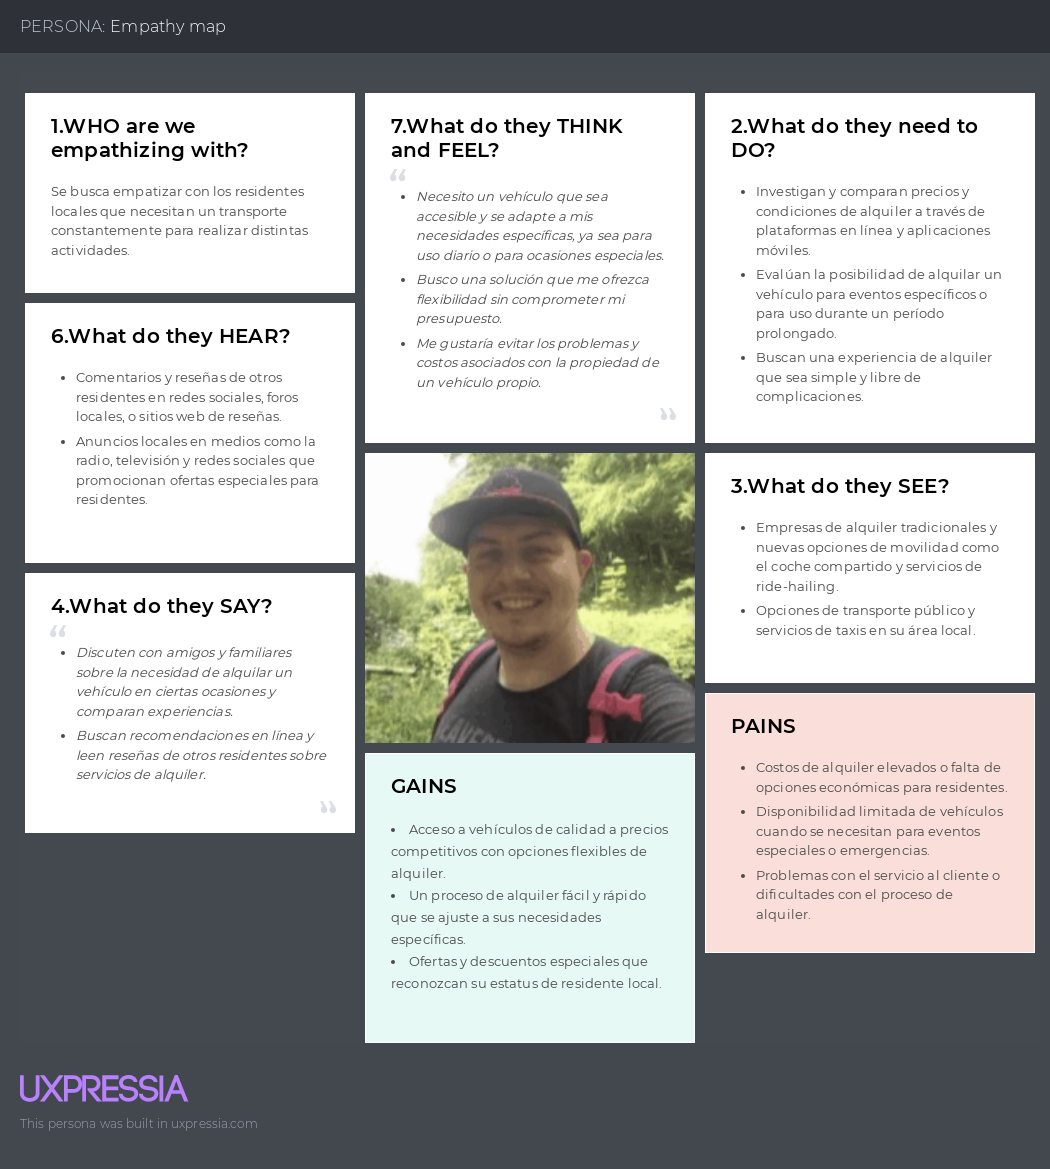 PERSONA: Empathy map
1.WHO are we
empathizing with?
Se busca empatizar con los residentes
locales que necesitan un transporte
constantemente para realizar distintas
actividades.
6.What do they HEAR?
• Comentarios y reseñas de otros
residentes en redes sociales, foros
locales, o sitios web de reseñas.
• Anuncios locales en medios como la
radio, televisión y redes sociales que
promocionan ofertas especiales para
residentes.
4.What do they SAY?
“
• Discuten con amigos y familiares
sobre la necesidad de alquilar un
vehículo en ciertas ocasiones y
comparan experiencias.
• Buscan recomendaciones en línea y
leen reseñas de otros residentes sobre
servicios de alquiler.
”
7.What do they THINK
and FEEL?
“
• Necesito un vehículo que sea
accesible y se adapte a mis
necesidades específicas, ya sea para
uso diario o para ocasiones especiales.
• Busco una solución que me ofrezca
flexibilidad sin comprometer mi
presupuesto.
• Me gustaría evitar los problemas y
costos asociados con la propiedad de
un vehículo propio.
”
GAINS
• Acceso a vehículos de calidad a precios
competitivos con opciones flexibles de
alquiler.
• Un proceso de alquiler fácil y rápido
que se ajuste a sus necesidades
específicas.
• Ofertas y descuentos especiales que
reconozcan su estatus de residente local.
2.What do they need to
DO?
• Investigan y comparan precios y
condiciones de alquiler a través de
plataformas en línea y aplicaciones
móviles.
• Evalúan la posibilidad de alquilar un
vehículo para eventos específicos o
para uso durante un período
prolongado.
• Buscan una experiencia de alquiler
que sea simple y libre de
complicaciones.
3.What do they SEE?
• Empresas de alquiler tradicionales y
nuevas opciones de movilidad como
el coche compartido y servicios de
ride-hailing.
• Opciones de transporte público y
servicios de taxis en su área local.
PAINS
• Costos de alquiler elevados o falta de
opciones económicas para residentes.
• Disponibilidad limitada de vehículos
cuando se necesitan para eventos
especiales o emergencias.
• Problemas con el servicio al cliente o
dificultades con el proceso de
alquiler.
UXPRESSIA
This persona was built in uxpressia.com